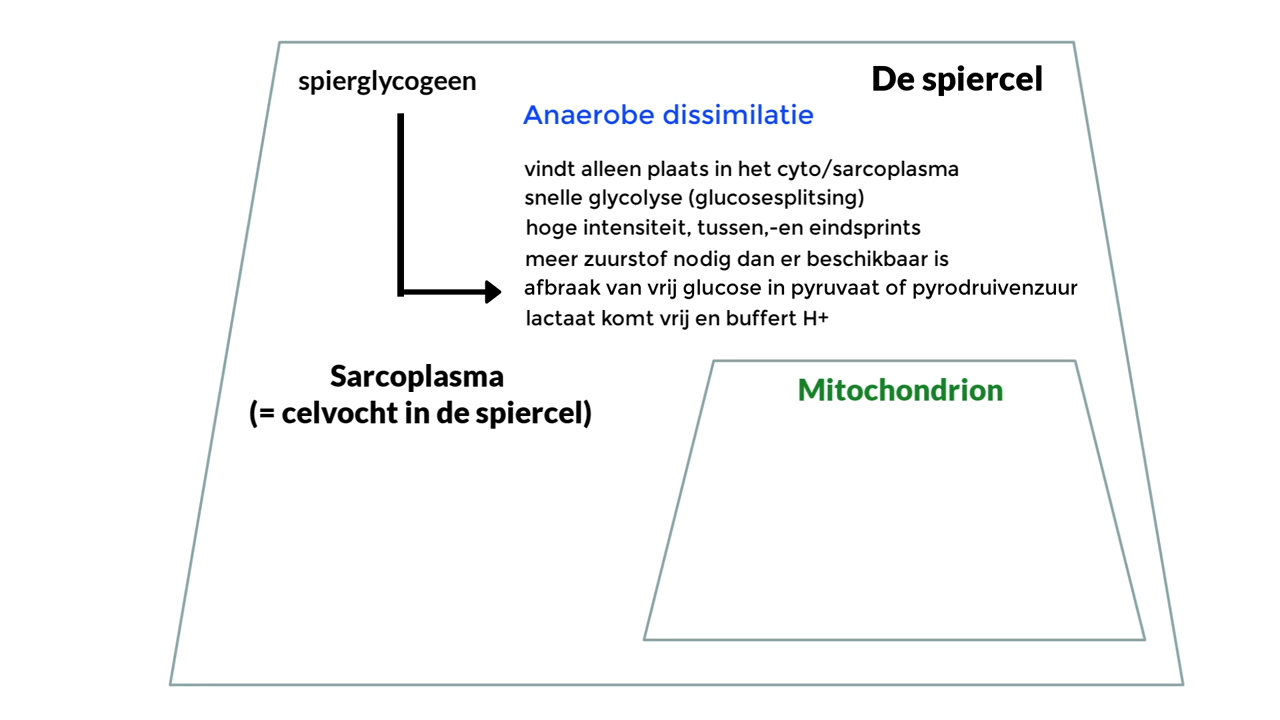 spierglycogeen
De spiercel
Anaerobe dissimilatie
vindt alleen plaats in het cyto/sarcoplasma
snelle glycolyse (glucosesplitsing)
hoge intensiteit, tussen,-en eindsprints
meer zuurstof nodig dan er beschikbaar is
afbraak van vrij glucose in pyruvaat of pyrodruivenzuur
lactaat komt vrij en buffert H+
Sarcoplasma
(= celvocht in de spiercel)
Mitochondrion